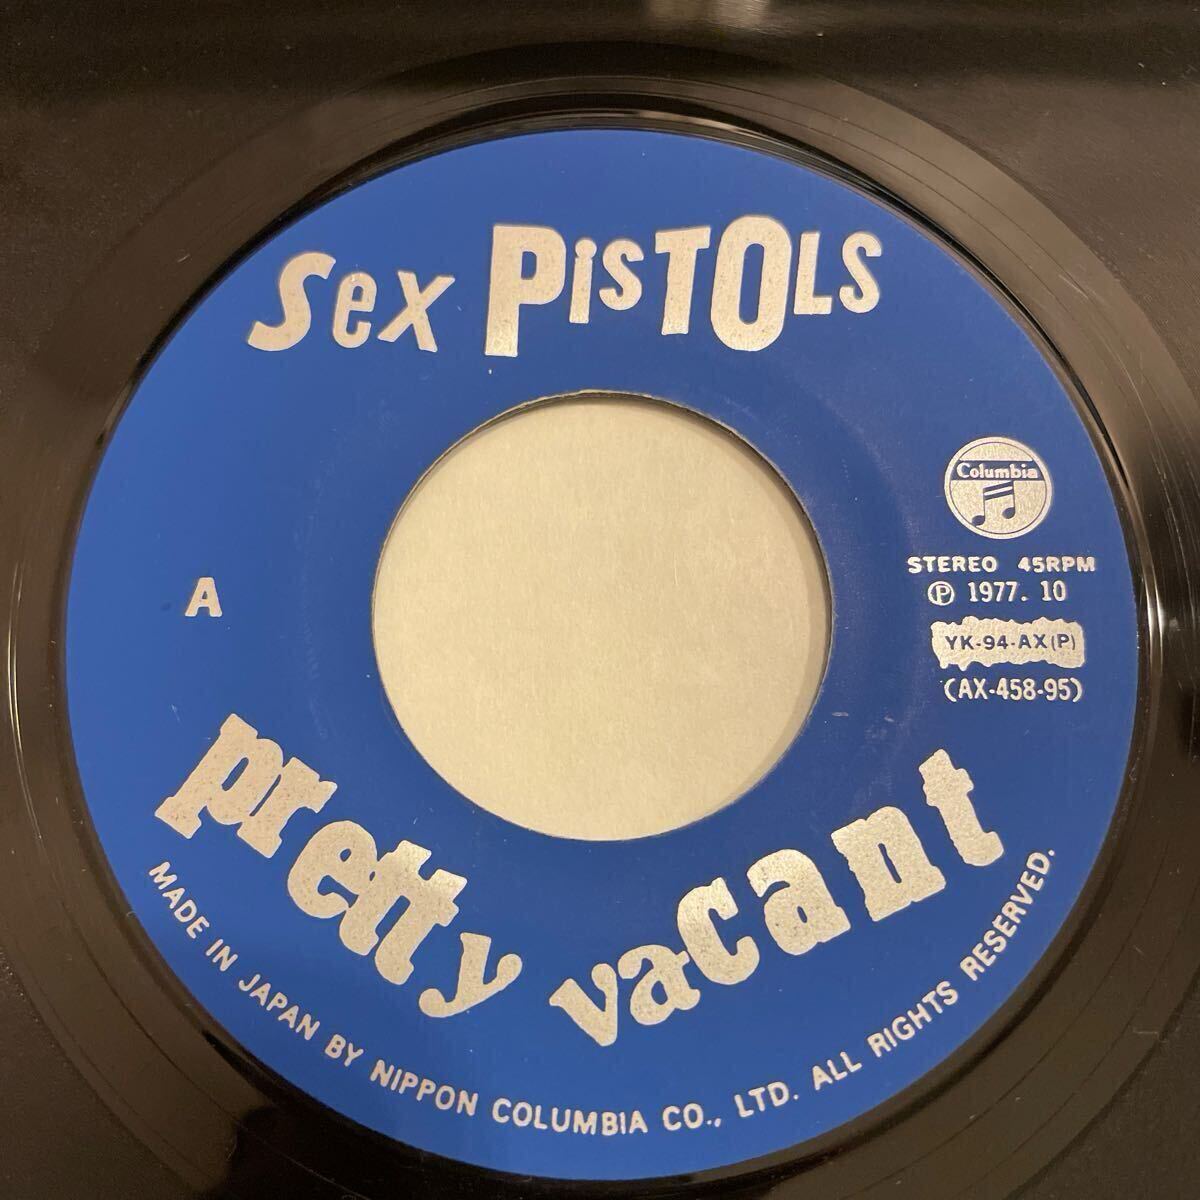 Sex PISTOLS
Columbia
STEREO 45RPM
Ⓟ 1977. 10
YK-94-AX(P)
(AX-458-95)
A
pretty vacant
MADE IN JAPAN BY NIPPON COLUMBIA CO., LTD. ALL RIGHTS RESERVED.